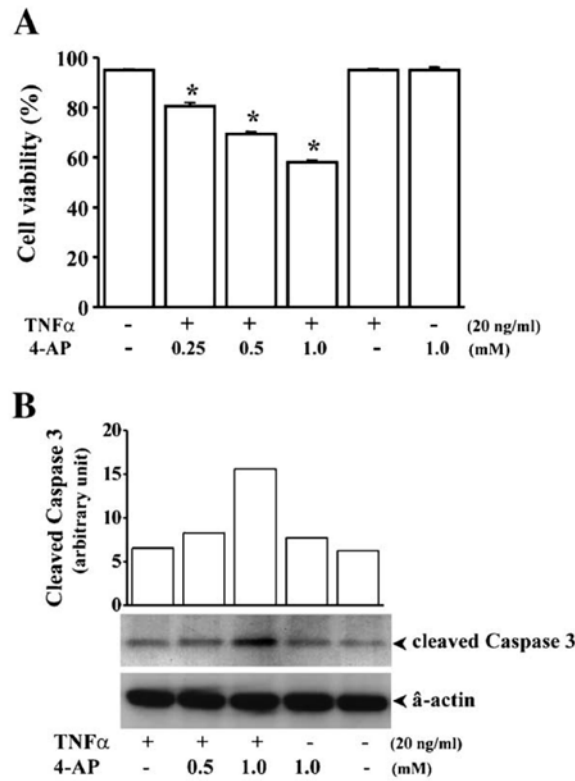 A
Cell viability (%)
100
80
60
40
20
0
* * *
TNFα - + + + + - (20 ng/ml)
4-AP - 0.25 0.5 1.0 - 1.0 (mM)
B
Cleaved Caspase 3
(arbitrary unit)
20
15
10
5
0
cleaved Caspase 3
â-actin
TNFα + + + - - (20 ng/ml)
4-AP - 0.5 1.0 1.0 - (mM)